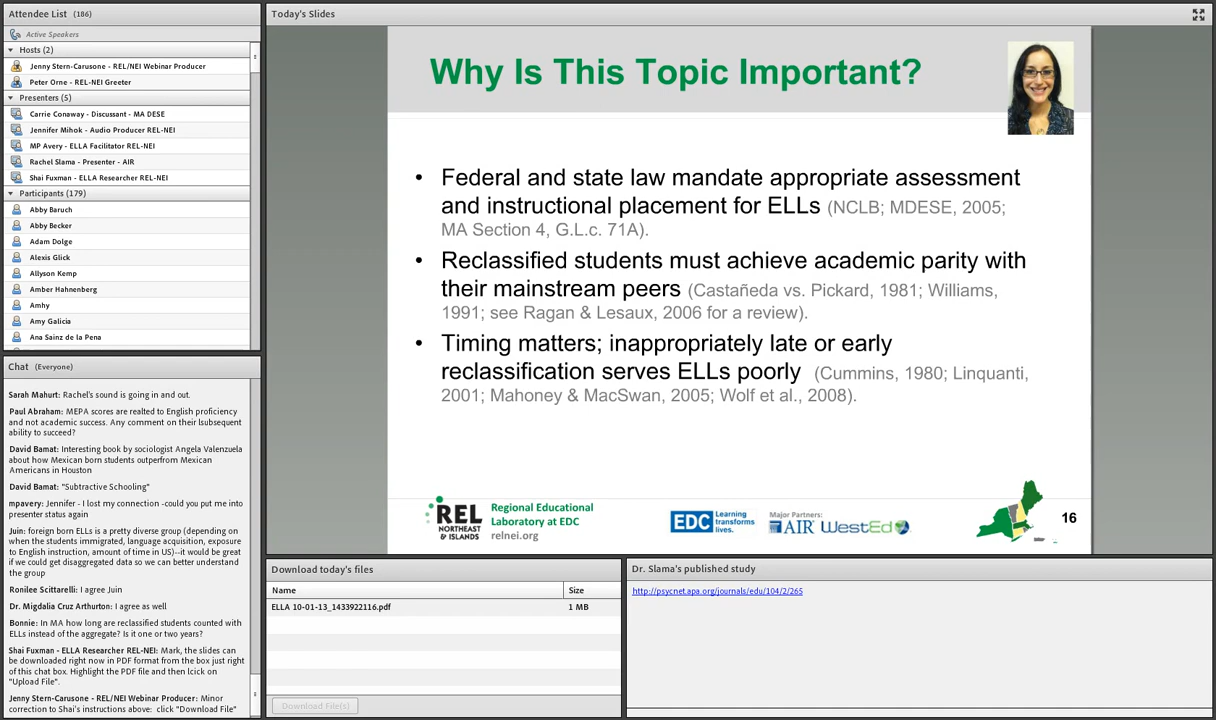 Attendee List (186)
Active Speakers
Hosts (2)
Jenny Stern-Carusone - REL/NEI Webinar Producer
Peter Orne - REL-NEI Greeter
Presenters (5)
Carrie Conaway - Discussant - MA DESE
Jennifer Mihok - Audio Producer REL-NEI
MP Avery - ELLA Facilitator REL-NEI
Rachel Slama - Presenter - AIR
Shai Fuxman - ELLA Researcher REL-NEI
Participants (179)
Abby Baruch
Abby Becker
Adam Dolge
Alexis Glick
Allyson Kemp
Amber Hahnenberg
Amhy
Amy Galicia
Ana Sainz de la Pena
Chat (Everyone)
Sarah Mahurt: Rachel's sound is going in and out.
Paul Abraham: MEPA scores are realted to English proficiency
and not academic success. Any comment on their lsubsequent
ability to succeed?
David Bamat: Interesting book by sociologist Angela Valenzuela
about how Mexican born students outperfrom Mexican
Americans in Houston
David Bamat: "Subtractive Schooling"
mpavery: Jennifer - I lost my connection -could you put me into
presenter status again
Juin: foreign born ELLs is a pretty diverse group (depending on
when the students immigrated, language acquisition, exposure
to English instruction, amount of time in US)--it would be great
if we could get disaggregated data so we can better understand
the group
Ronilee Scittarelli: I agree Juin
Dr. Migdalia Cruz Arthurton: I agree as well
Bonnie: In MA how long are reclassified students counted with
ELLs instead of the aggregate? Is it one or two years?
Shai Fuxman - ELLA Researcher REL-NEI: Mark, the slides can
be downloaded right now in PDF format from the box just right
of this chat box. Highlight the PDF file and then lcick on
"Upload File".
Jenny Stern-Carusone - REL/NEI Webinar Producer: Minor
correction to Shai's instructions above: click "Download File"
Today's Slides
Why Is This Topic Important?
• Federal and state law mandate appropriate assessment
and instructional placement for ELLs (NCLB; MDESE, 2005;
MA Section 4, G.L.c. 71A).
• Reclassified students must achieve academic parity with
their mainstream peers (Castañeda vs. Pickard, 1981; Williams,
1991; see Ragan & Lesaux, 2006 for a review).
• Timing matters; inappropriately late or early
reclassification serves ELLs poorly (Cummins, 1980; Linquanti,
2001; Mahoney & MacSwan, 2005; Wolf et al., 2008).
REL
NORTHEAST
& ISLANDS
Regional Educational
Laboratory at EDC
relnei.org
EDC Learning
transforms
lives.
Major Partners:
AIR WestEd
16
Download today's files
Name Size
ELLA 10-01-13_1433922116.pdf 1 MB
Download File(s)
Dr. Slama's published study
http://psycnet.apa.org/journals/edu/104/2/265